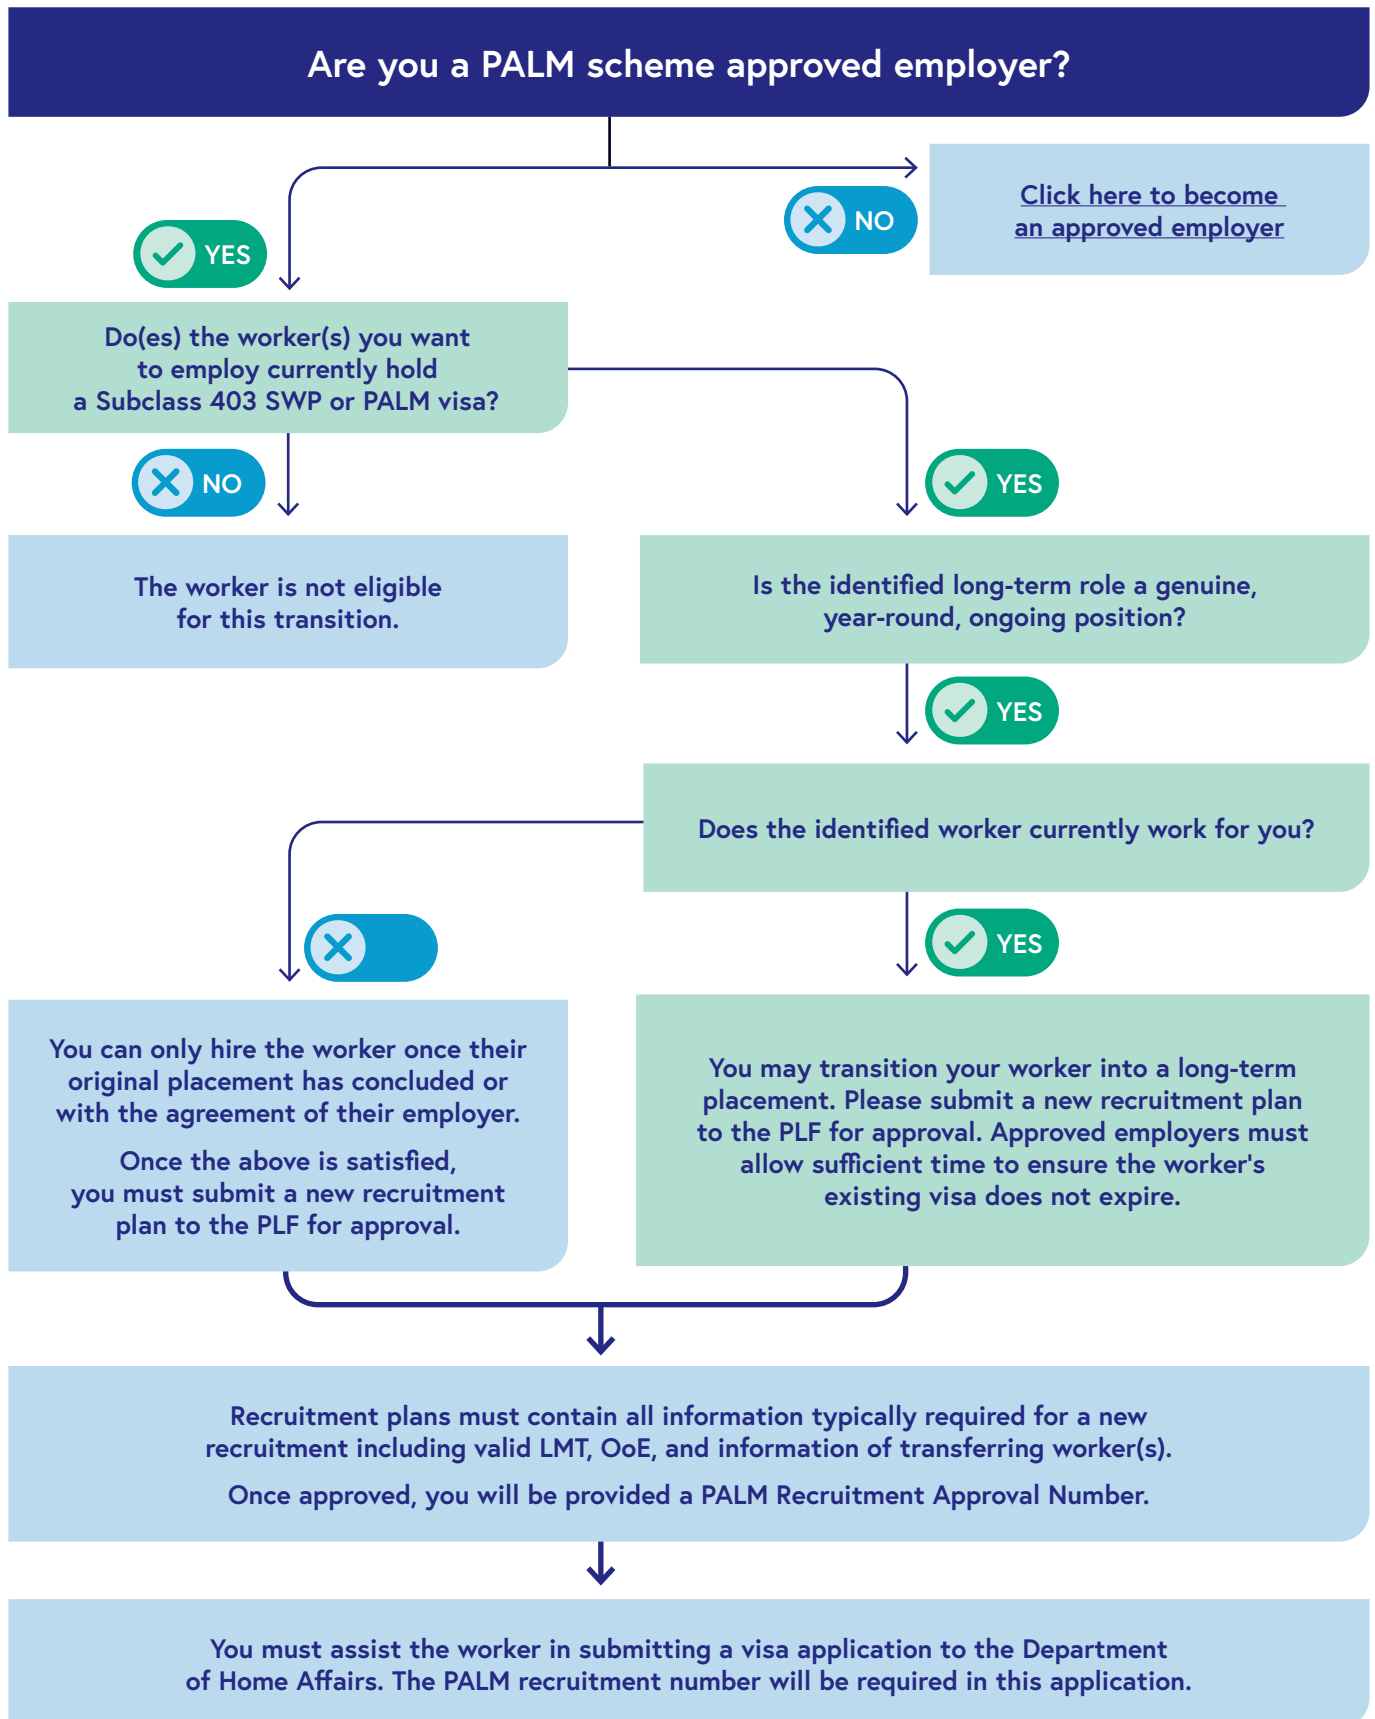 Are you a PALM scheme approved employer?
NO
Click here to become
an approved employer
YES
Do(es) the worker(s) you want
to employ currently hold
a Subclass 403 SWP or PALM visa?
NO
YES
The worker is not eligible
for this transition.
Is the identified long-term role a genuine,
year-round, ongoing position?
YES
Does the identified worker currently work for you?
YES
You can only hire the worker once their
original placement has concluded or
with the agreement of their employer.
Once the above is satisfied,
you must submit a new recruitment
plan to the PLF for approval.
You may transition your worker into a long-term
placement. Please submit a new recruitment plan
to the PLF for approval. Approved employers must
allow sufficient time to ensure the worker's
existing visa does not expire.
Recruitment plans must contain all information typically required for a new
recruitment including valid LMT, OoE, and information of transferring worker(s).
Once approved, you will be provided a PALM Recruitment Approval Number.
You must assist the worker in submitting a visa application to the Department
of Home Affairs. The PALM recruitment number will be required in this application.